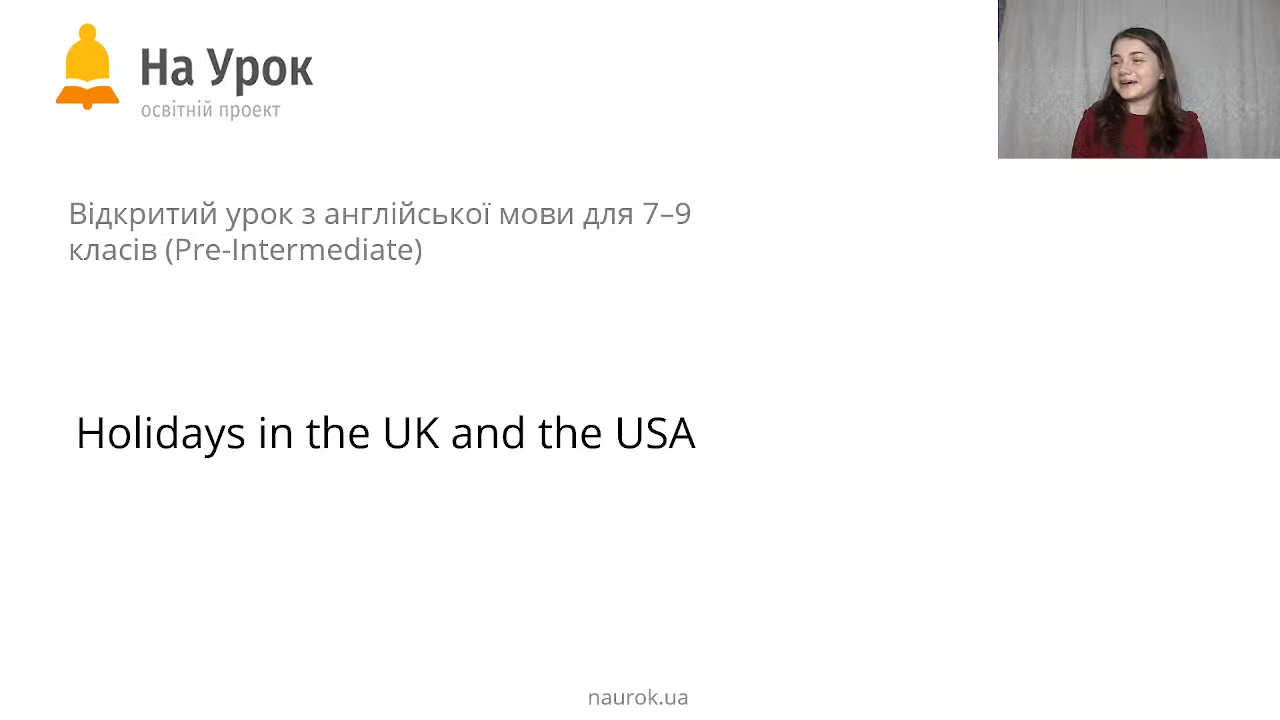 На Урок
освітній проект
Відкритий урок з англійської мови для 7–9
класів (Pre-Intermediate)
Holidays in the UK and the USA
naurok.ua